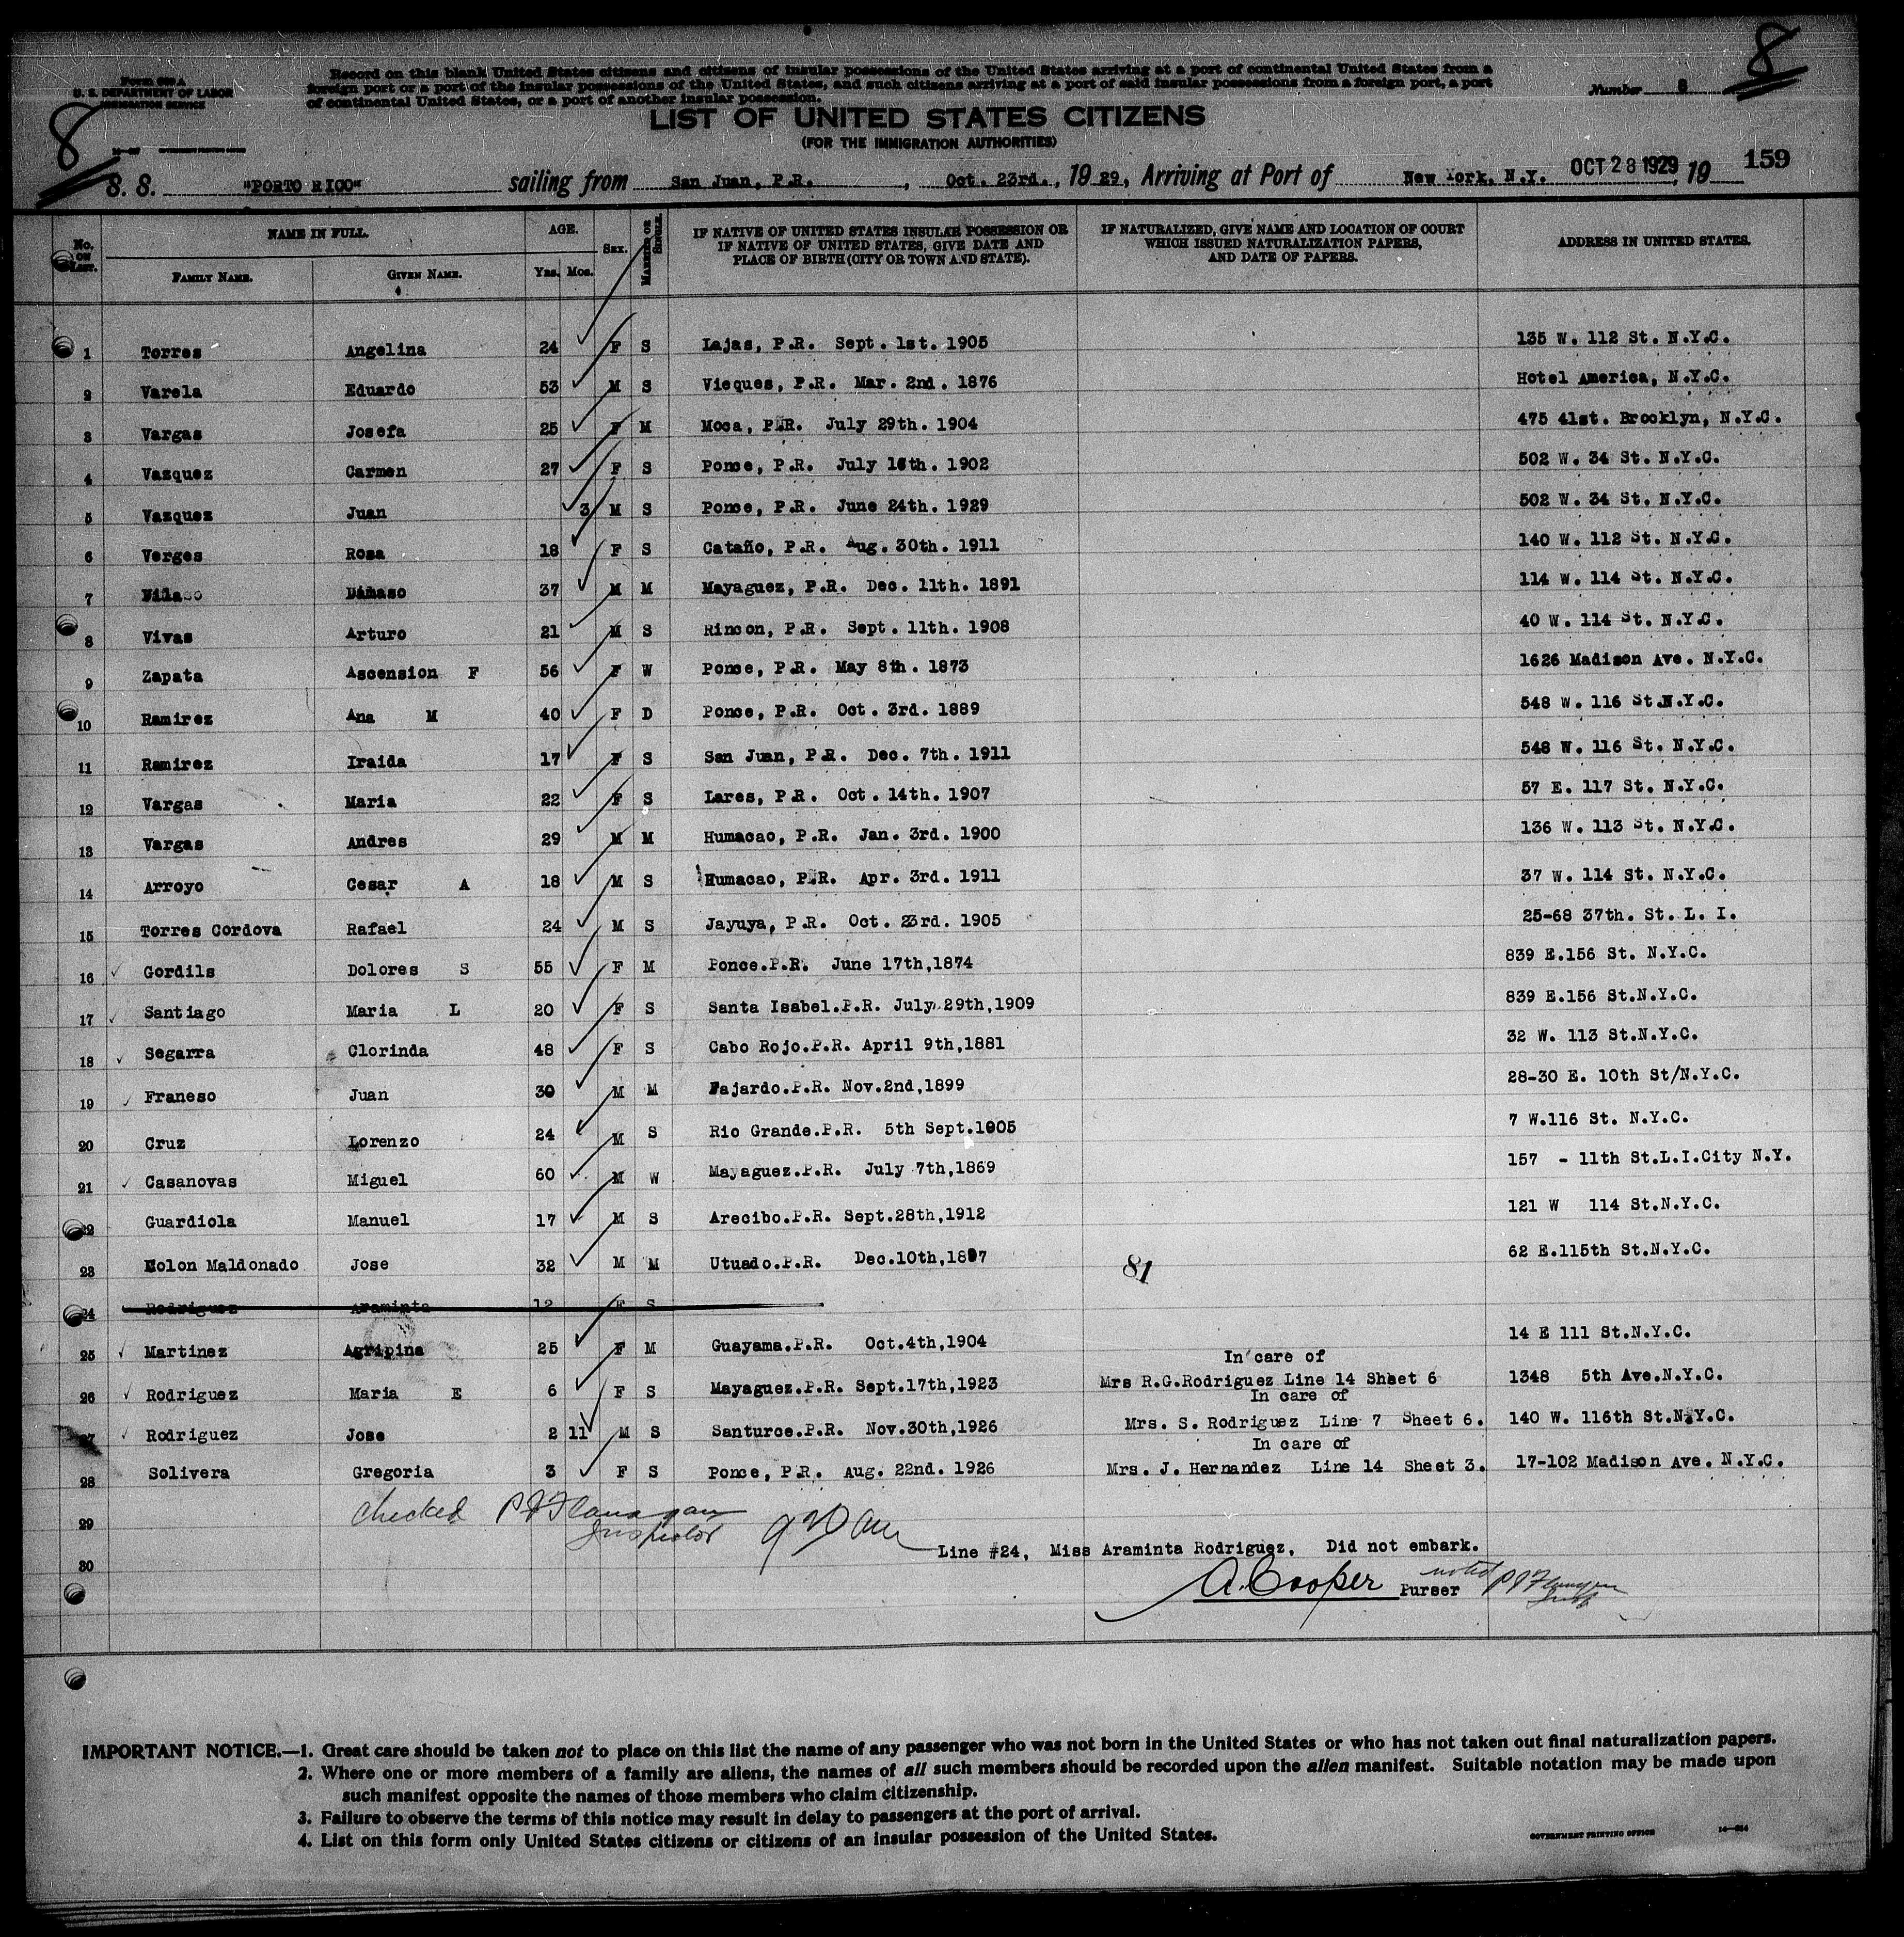 8
8
Form 630 A
U. S. DEPARTMENT OF LABOR
IMMIGRATION SERVICE
Record on this blank United States citizens and citizens of insular possessions of the United States arriving at a port of continental United States from a
foreign port or a port of the insular possessions of the United States, and such citizens arriving at a port of said insular possessions from a foreign port, a port
of continental United States, or a port of another insular possession.
Number 8
LIST OF UNITED STATES CITIZENS
(FOR THE IMMIGRATION AUTHORITIES)
GOVERNMENT PRINTING OFFICE
S. S. "PORTO RICO" sailing from San Juan, P.R. , Oct. 23rd., 19 29, Arriving at Port of New York, N.Y. OCT 28 1929, 19 159
No. ON LIST. NAME IN FULL. AGE. SEX. MARRIED OR SINGLE. IF NATIVE OF UNITED STATES INSULAR POSSESSION OR IF NATIVE OF UNITED STATES, GIVE DATE AND PLACE OF BIRTH (CITY OR TOWN AND STATE). IF NATURALIZED, GIVE NAME AND LOCATION OF COURT WHICH ISSUED NATURALIZATION PAPERS, AND DATE OF PAPERS. ADDRESS IN UNITED STATES.
FAMILY NAME. GIVEN NAME. Yrs. Mos.
1 Torres Angelina 24 F S Lajas, P.R. Sept. 1st. 1905 135 W. 112 St. N.Y.C.
2 Varela Eduardo 53 M S Vieques, P.R. Mar. 2nd. 1876 Hotel America, N.Y.C.
3 Vargas Josefa 25 F M Moca, P.R. July 29th. 1904 475 41st. Brooklyn, N.Y.C.
4 Vazquez Carmen 27 F S Ponce, P.R. July 16th. 1902 502 W. 34 St. N.Y.C.
5 Vazquez Juan 3 M S Ponce, P.R. June 24th. 1929 502 W. 34 St. N.Y.C.
6 Verges Rosa 18 F S Cataño, P.R. Aug. 30th. 1911 140 W. 112 St. N.Y.C.
7 Damaso 37 M M Mayaguez, P.R. Dec. 11th. 1891 114 W. 114 St. N.Y.C.
8 Vivas Arturo 21 M S Rincon, P.R. Sept. 11th. 1908 40 W. 114 St. N.Y.C.
9 Zapata Ascension F 56 F W Ponce, P.R. May 8th. 1873 1626 Madison Ave. N.Y.C.
10 Ramirez Ana M 40 F D Ponce, P.R. Oct. 3rd. 1889 548 W. 116 St.N.Y.C.
11 Ramirez Iraida 17 F S San Juan, P.R. Dec. 7th. 1911 548 W. 116 St. N.Y.C.
12 Vargas Maria 22 F S Lares, P.R. Oct. 14th. 1907 57 E. 117 St. N.Y.C.
13 Vargas Andres 29 M M Humacao, P.R. Jan. 3rd. 1900 136 W. 113 St. N.Y.C.
14 Arroyo Cesar A 18 M S Humacao, P.R. Apr. 3rd. 1911 37 W. 114 St. N.Y.C.
15 Torres Cordova Rafael 24 M S Jayuya, P.R. Oct. 23rd. 1905 25-68 37th. St. L. I.
16 Gordils Dolores S 55 F M Ponce.P.R. June 17th,1874 839 E.156 St. N.Y.C.
17 Santiago Maria L 20 F S Santa Isabel.P.R. July 29th,1909 839 E.156 St.N.Y.C.
18 Segarra Clorinda 48 F S Cabo Rojo.P.R. April 9th,1881 32 W. 113 St.N.Y.C.
19 Franeso Juan 30 M M Fajardo.P.R. Nov.2nd,1899 28-30 E. 10th St/N.Y.C.
20 Cruz Lorenzo 24 M S Rio Grande.P.R. 5th Sept.1905 7 W.116 St. N.Y.C.
21 Casanovas Miguel 60 M W Mayaguez.P.R. July 7th,1869 157 - 11th St.L.I.City N.Y.
22 Guardiola Manuel 17 M S Arecibo.P.R. Sept.28th,1912 121 W 114 St.N.Y.C.
23 Colon Maldonado Jose 32 M M Utuado.P.R. Dec.10th,1897 81 62 E.115th St.N.Y.C.
24 Rodriguez Araminta 12 F S
25 Martinez Agripina 25 F M Guayama.P.R. Oct.4th,1904 14 E 111 St.N.Y.C.
In care of
26 Rodriguez Maria E 6 F S Mayaguez.P.R. Sept.17th,1923 Mrs R.G.Rodriguez Line 14 Sheet 6 1348 5th Ave.N.Y.C.
In care of
27 Rodriguez Jose 2 11 M S Santurce.P.R. Nov.30th,1926 Mrs. S. Rodriguez Line 7 Sheet 6. 140 W. 116th St.N.Y.C.
In care of
28 Solivera Gregoria 3 F S Ponce, P.R. Aug. 22nd. 1926 Mrs. J. Hernandez Line 14 Sheet 3. 17-102 Madison Ave. N.Y.C.
29 checked P J Flanagan
Inspector
Line #24, Miss Araminta Rodriguez, Did not embark.
30 A. Cooper Purser noted P J Flanagan
IMPORTANT NOTICE.—1. Great care should be taken not to place on this list the name of any passenger who was not born in the United States or who has not taken out final naturalization papers.
2. Where one or more members of a family are aliens, the names of all such members should be recorded upon the alien manifest. Suitable notation may be made upon
such manifest opposite the names of those members who claim citizenship.
3. Failure to observe the terms of this notice may result in delay to passengers at the port of arrival.
4. List on this form only United States citizens or citizens of an insular possession of the United States.
GOVERNMENT PRINTING OFFICE